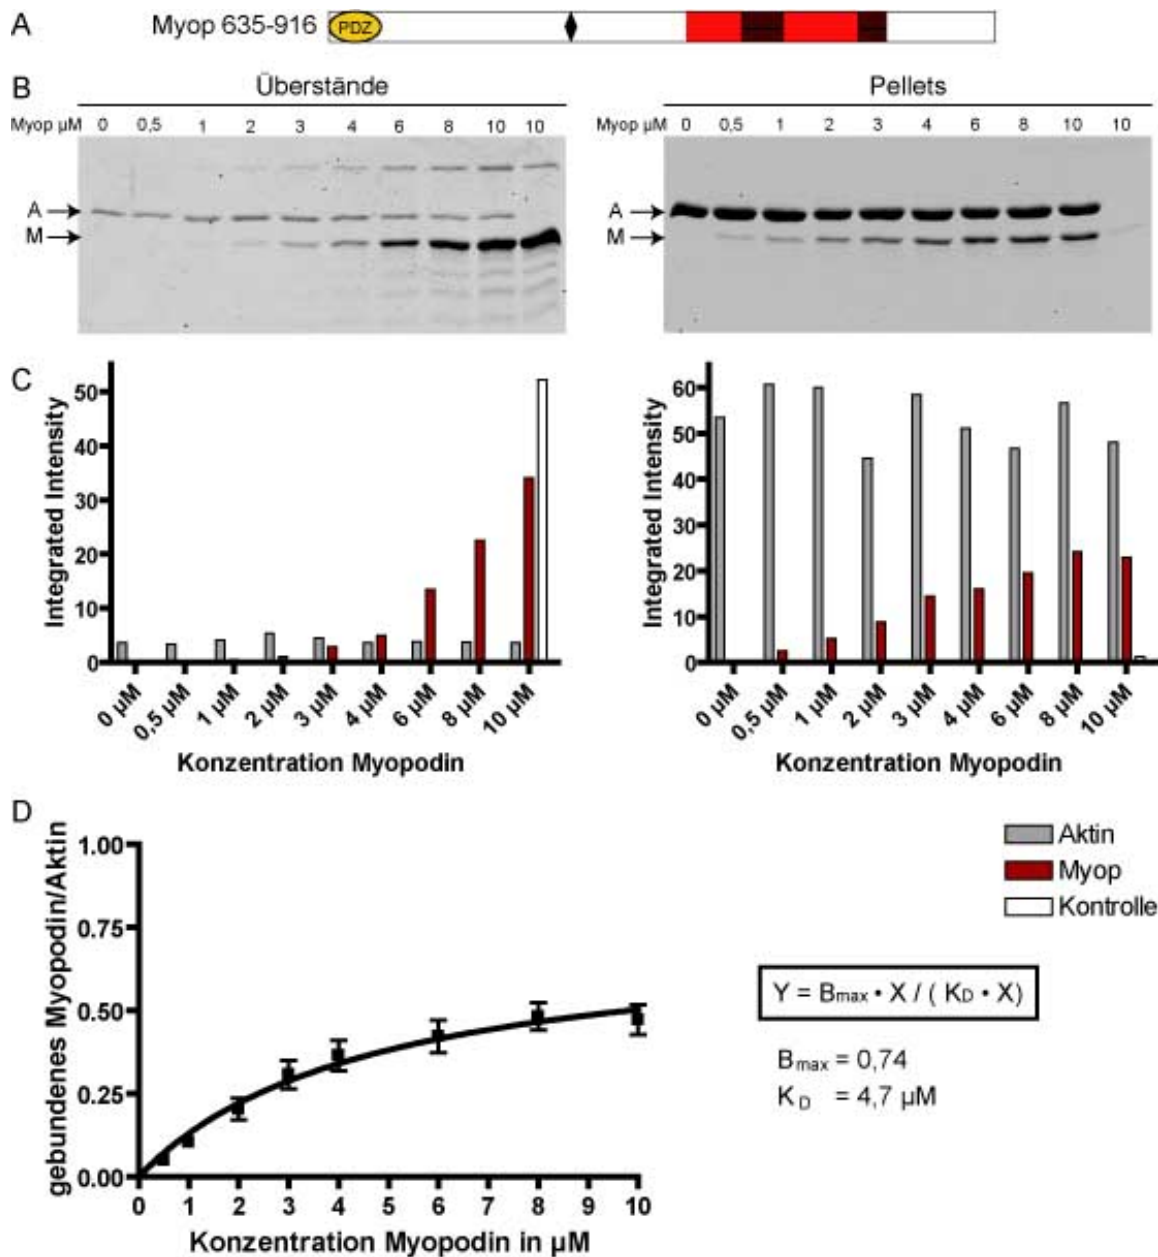 A
Myop 635-916
PDZ
B
Überstände
Myop µM 0 0,5 1 2 3 4 6 8 10 10
A
M
Pellets
Myop µM 0 0,5 1 2 3 4 6 8 10 10
A
M
C
Integrated Intensity
50
40
30
20
10
0
0 µM
0,5 µM
1 µM
2 µM
3 µM
4 µM
6 µM
8 µM
10 µM
Konzentration Myopodin
Integrated Intensity
60
50
40
30
20
10
0
0 µM
0,5 µM
1 µM
2 µM
3 µM
4 µM
6 µM
8 µM
10 µM
Konzentration Myopodin
D
gebundenes Myopodin/Aktin
1.00
0.75
0.50
0.25
0.00
0 1 2 3 4 5 6 7 8 9 10
Konzentration Myopodin in µM
Aktin
Myop
Kontrolle
Y = Bmax • X / ( KD • X)
Bmax = 0,74
KD = 4,7 µM